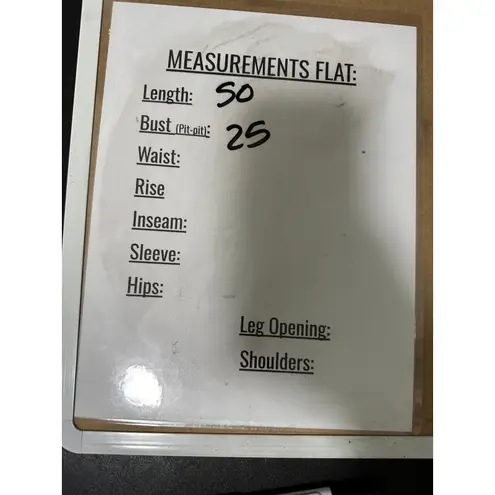 MEASUREMENTS FLAT:
Length: 50
Bust (Pit-pit): 25
Waist:
Rise
Inseam:
Sleeve:
Hips:
Leg Opening:
Shoulders: